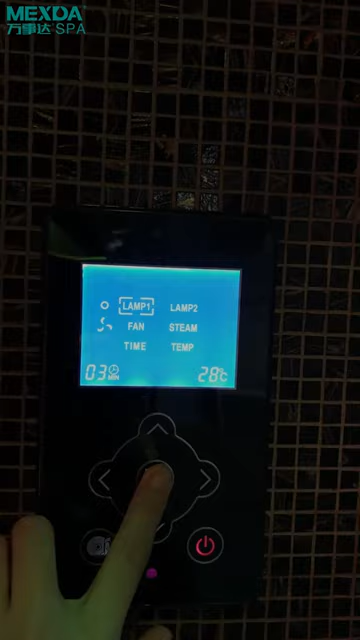 MEXDA
万事达 SPA
LAMP1 LAMP2
FAN STEAM
TIME TEMP
03 MIN 28℃